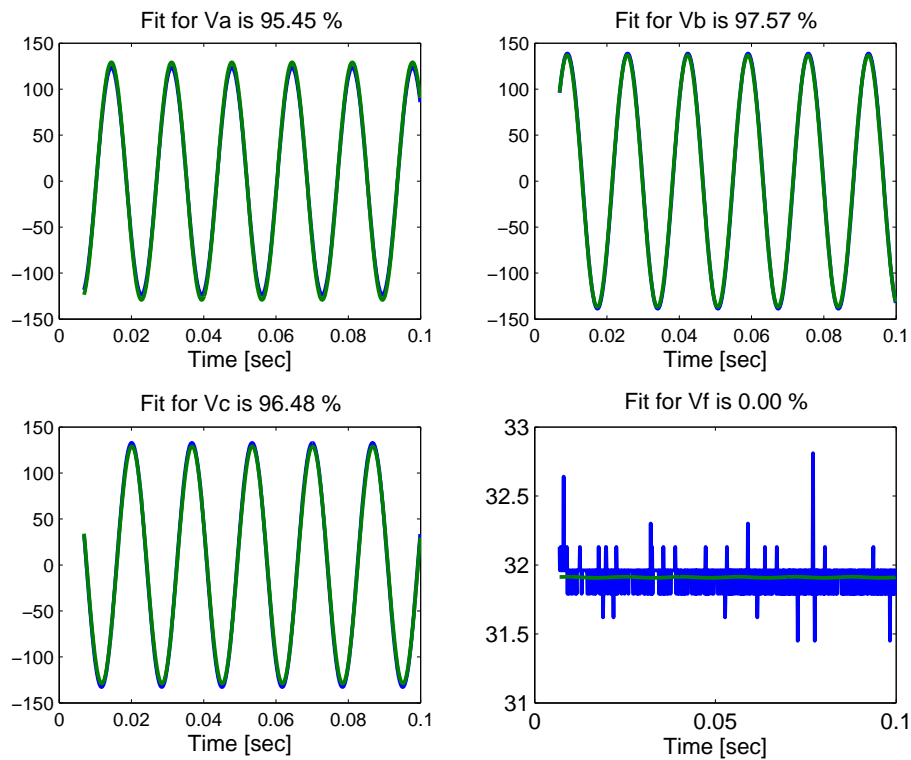 Fit for Va is 95.45 %
150
100
50
0
−50
−100
−150
0 0.02 0.04 0.06 0.08 0.1
Time [sec]
Fit for Vb is 97.57 %
150
100
50
0
−50
−100
−150
0 0.02 0.04 0.06 0.08 0.1
Time [sec]
Fit for Vc is 96.48 %
150
100
50
0
−50
−100
−150
0 0.02 0.04 0.06 0.08 0.1
Time [sec]
Fit for Vf is 0.00 %
33
32.5
32
31.5
31
0 0.05 0.1
Time [sec]